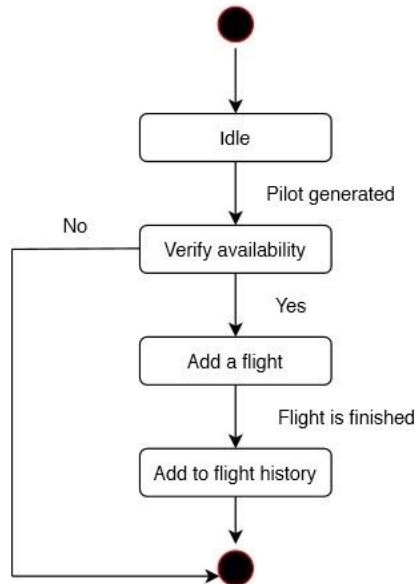 Idle
Pilot generated
No
Verify availability
Yes
Add a flight
Flight is finished
Add to flight history